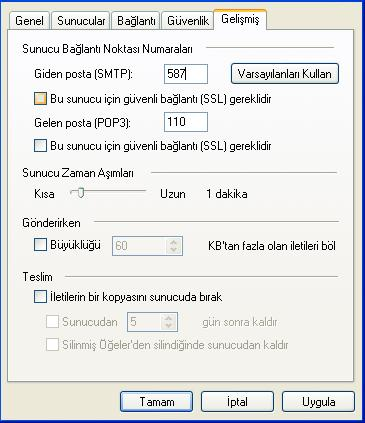 Genel Sunucular Bağlantı Güvenlik Gelişmiş
Sunucu Bağlantı Noktası Numaraları
Giden posta (SMTP): 587 Varsayılanları Kullan
Bu sunucu için güvenli bağlantı (SSL) gereklidir
Gelen posta (POP3): 110
Bu sunucu için güvenli bağlantı (SSL) gereklidir
Sunucu Zaman Aşımları
Kısa Uzun 1 dakika
Gönderirken
Büyüklüğü 60 KB'tan fazla olan iletileri böl
Teslim
İletilerin bir kopyasını sunucuda bırak
Sunucudan 5 gün sonra kaldır
Silinmiş Öğeler'den silindiğinde sunucudan kaldır
Tamam İptal Uygula